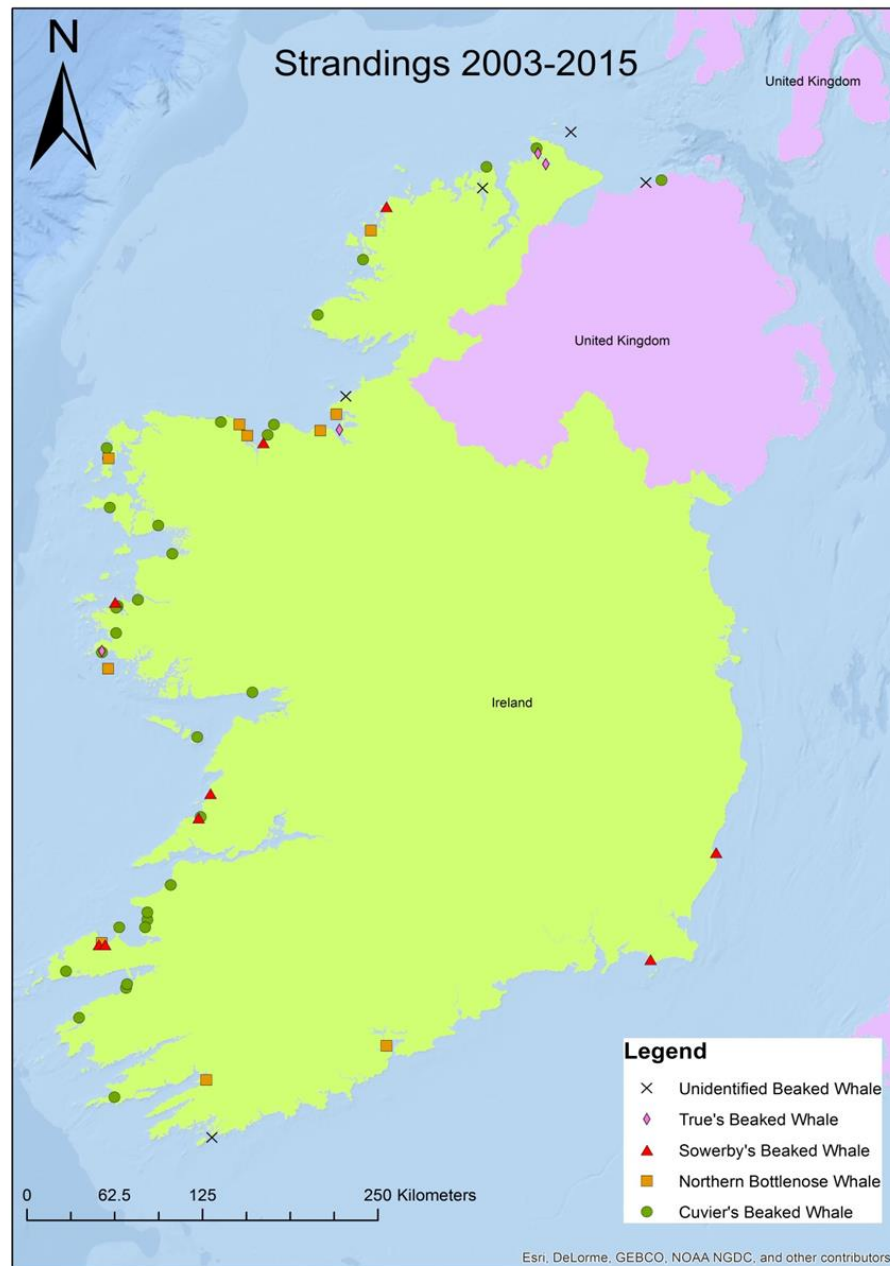 N
Strandings 2003-2015
United Kingdom
United Kingdom
Ireland
Legend
Unidentified Beaked Whale
True's Beaked Whale
Sowerby's Beaked Whale
Northern Bottlenose Whale
Cuvier's Beaked Whale
0 62.5 125 250 Kilometers
Esri, DeLorme, GEBCO, NOAA NGDC, and other contributors